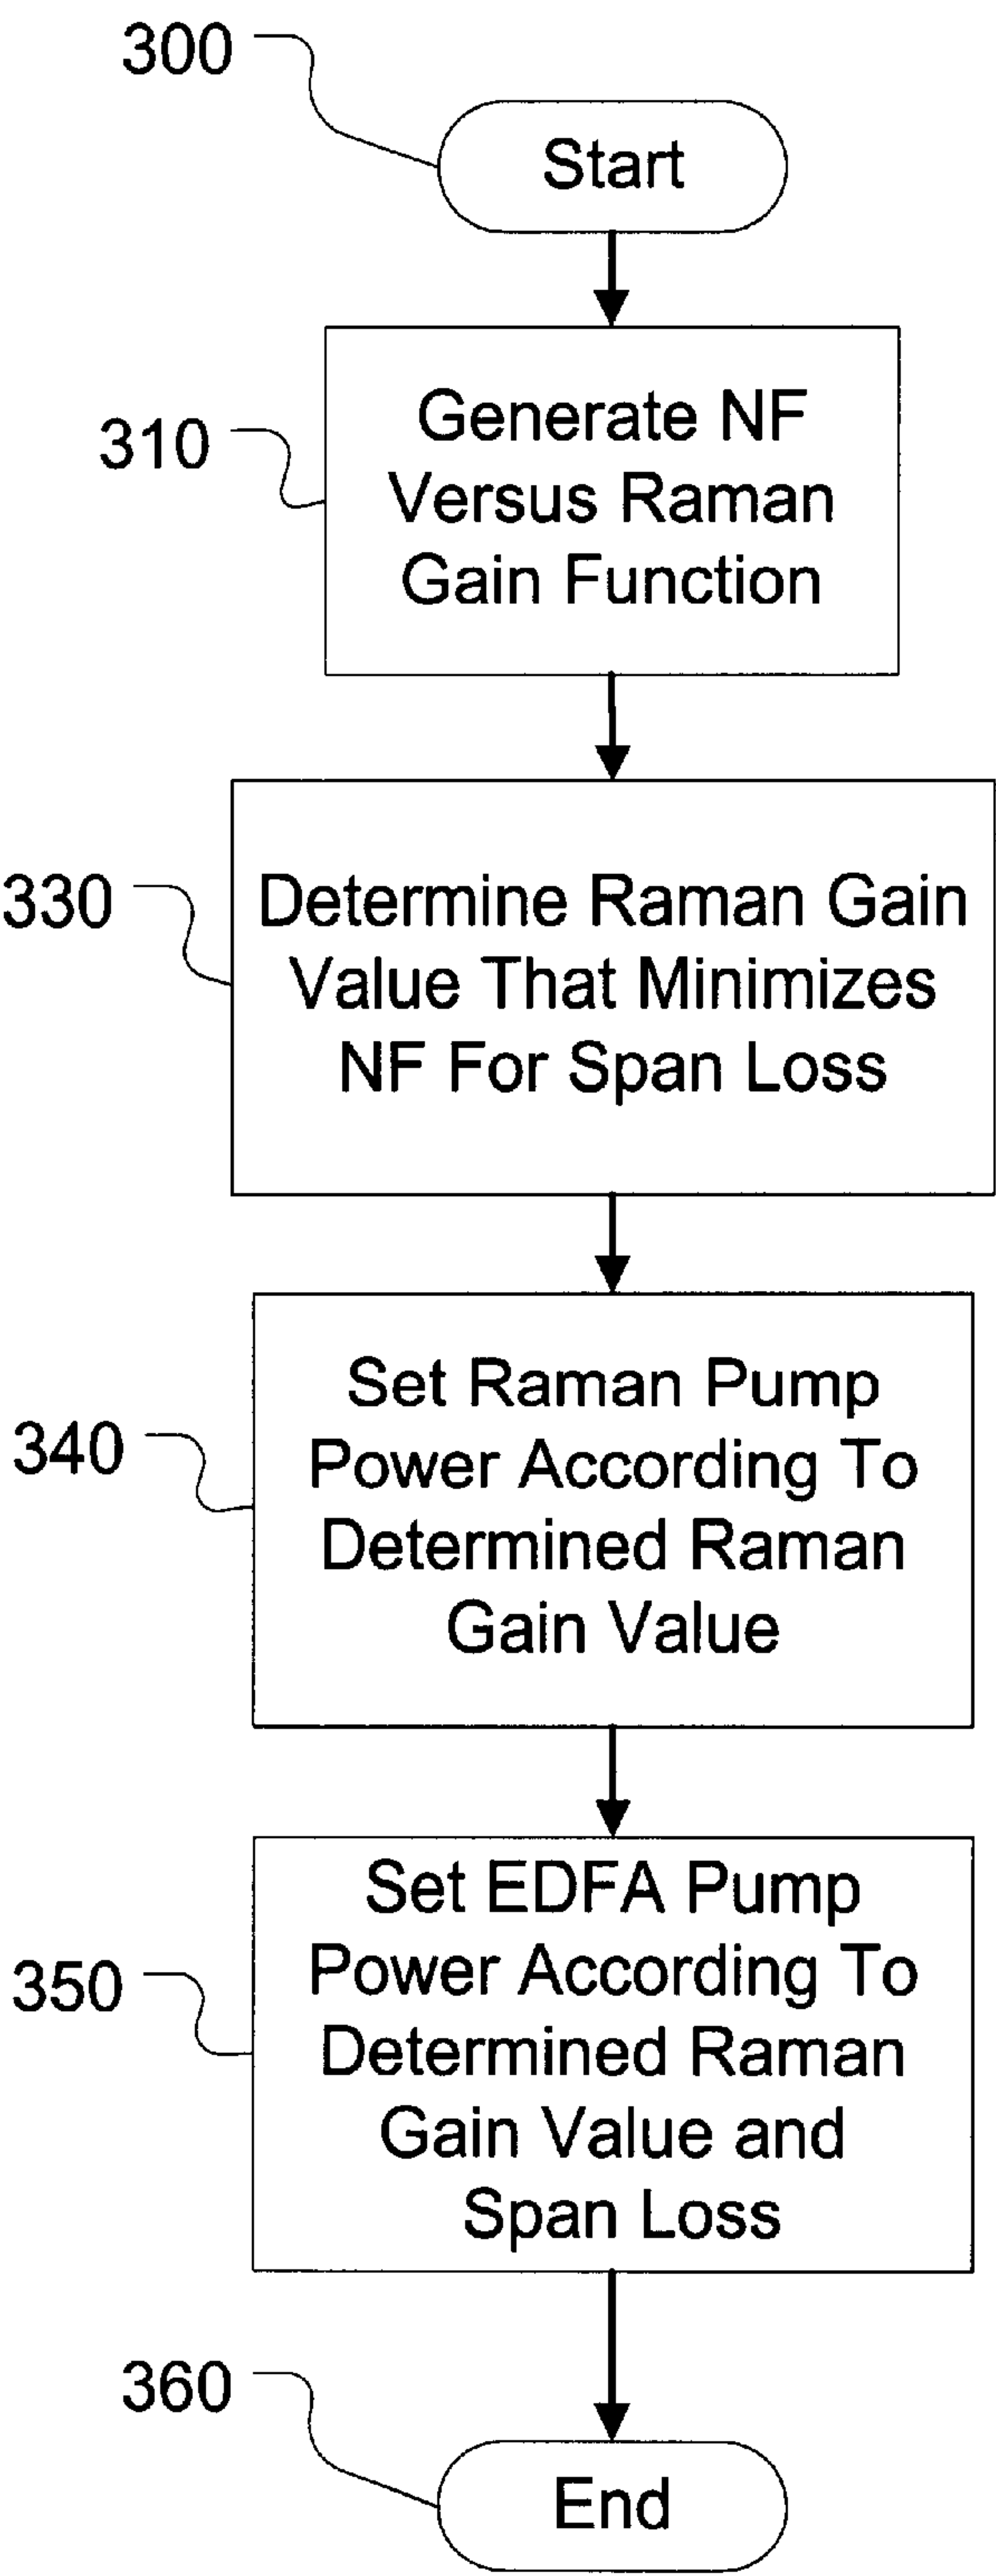 300
Start
310
Generate NF
Versus Raman
Gain Function
330
Determine Raman Gain
Value That Minimizes
NF For Span Loss
340
Set Raman Pump
Power According To
Determined Raman
Gain Value
350
Set EDFA Pump
Power According To
Determined Raman
Gain Value and
Span Loss
360
End